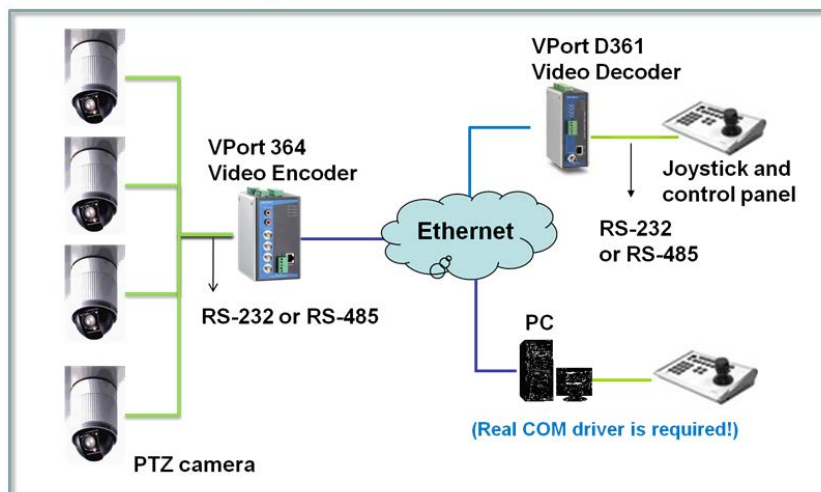 VPort D361
Video Decoder
VPort 364
Video Encoder
Joystick and
control panel
Ethernet
RS-232
or RS-485
RS-232 or RS-485
PC
(Real COM driver is required!)
PTZ camera